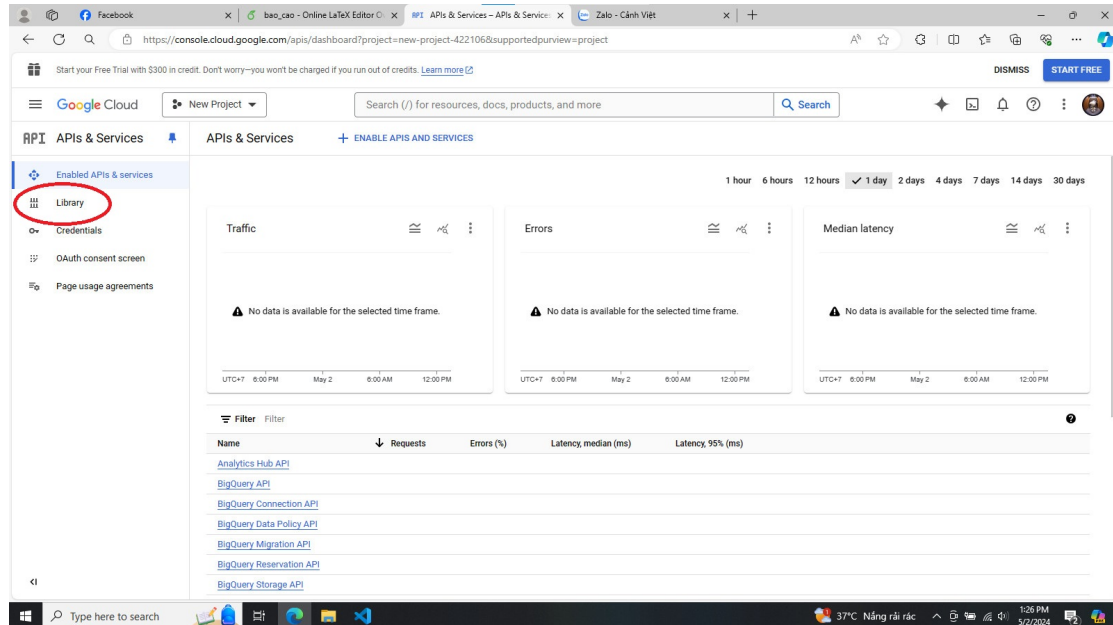 Facebook
bao_cao - Online LaTeX Editor O
API APIs & Services – APIs & Service
Zalo - Cảnh Việt
https://console.cloud.google.com/apis/dashboard?project=new-project-422106&supportedpurview=project
Start your Free Trial with $300 in credit. Don't worry—you won't be charged if you run out of credits. Learn more
DISMISS
START FREE
Google Cloud
New Project
Search (/) for resources, docs, products, and more
Search
API APIs & Services
APIs & Services
+ ENABLE APIS AND SERVICES
Enabled APIs & services
Library
Credentials
OAuth consent screen
Page usage agreements
1 hour 6 hours 12 hours 1 day 2 days 4 days 7 days 14 days 30 days
Traffic
No data is available for the selected time frame.
UTC+7 6:00 PM May 2 6:00 AM 12:00 PM
Errors
No data is available for the selected time frame.
UTC+7 6:00 PM May 2 6:00 AM 12:00 PM
Median latency
No data is available for the selected time frame.
UTC+7 6:00 PM May 2 6:00 AM 12:00 PM
Filter Filter
Name Requests Errors (%) Latency, median (ms) Latency, 95% (ms)
Analytics Hub API
BigQuery API
BigQuery Connection API
BigQuery Data Policy API
BigQuery Migration API
BigQuery Reservation API
BigQuery Storage API
Type here to search
37°C Nắng rải rác
1:26 PM
5/2/2024
2